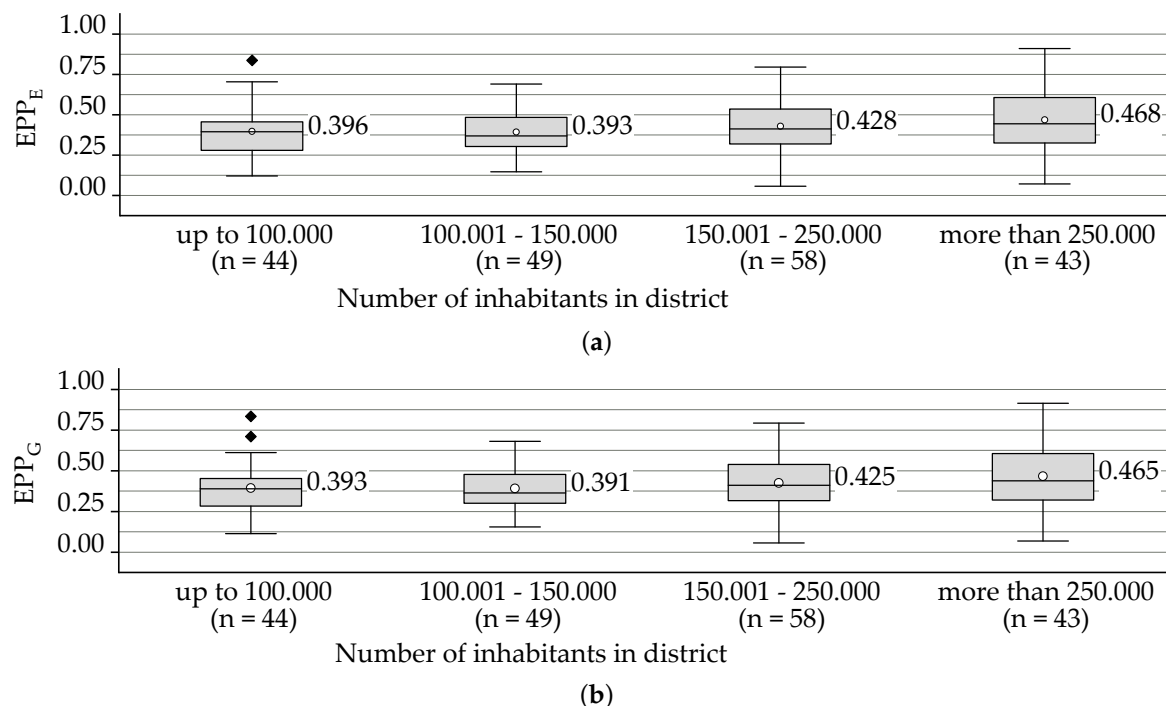 1.00
0.75
0.50
0.25
0.00
EPP_E
0.396
0.393
0.428
0.468
up to 100.000 100.001 - 150.000 150.001 - 250.000 more than 250.000
(n = 44) (n = 49) (n = 58) (n = 43)
Number of inhabitants in district
(a)
1.00
0.75
0.50
0.25
0.00
EPP_G
0.393
0.391
0.425
0.465
up to 100.000 100.001 - 150.000 150.001 - 250.000 more than 250.000
(n = 44) (n = 49) (n = 58) (n = 43)
Number of inhabitants in district
(b)